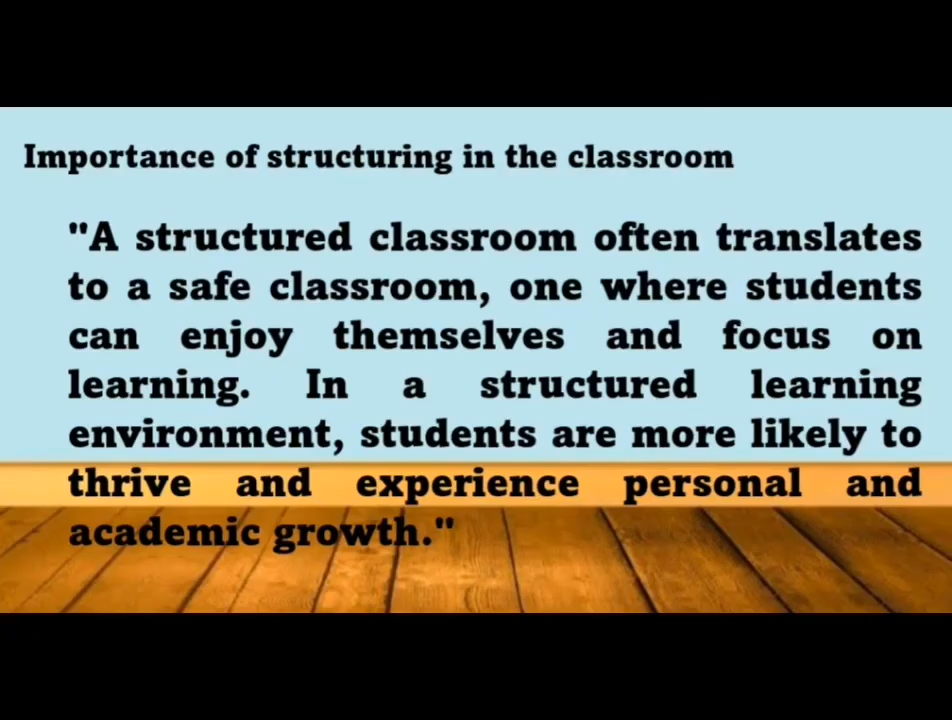 Importance of structuring in the classroom
"A structured classroom often translates
to a safe classroom, one where students
can enjoy themselves and focus on
learning. In a structured learning
environment, students are more likely to
thrive and experience personal and
academic growth."